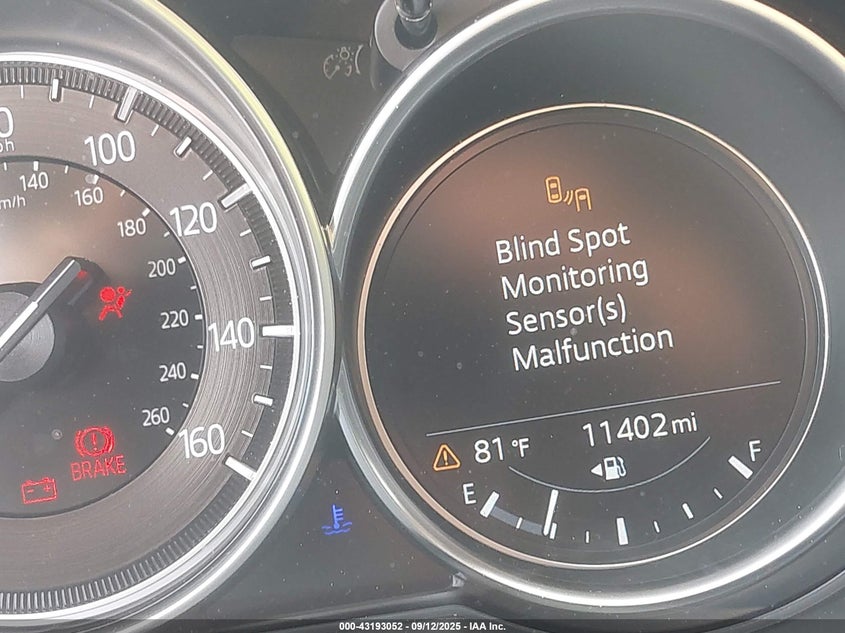 100
120
140
160
140
160
180
200
220
240
260
BRAKE
Blind Spot
Monitoring
Sensor(s)
Malfunction
81°F
11402 mi
E
F
000-43193052 - 09/12/2025 - IAA Inc.